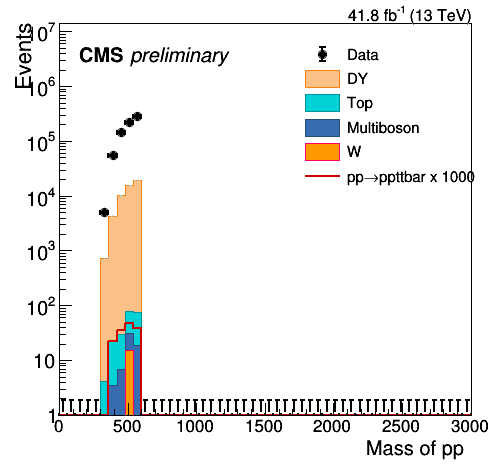 41.8 fb⁻¹ (13 TeV)
Events
CMS preliminary
Data
DY
Top
Multiboson
W
pp→ppttbar x 1000
10⁷
10⁶
10⁵
10⁴
10³
10²
10
1
0 500 1000 1500 2000 2500 3000
Mass of pp